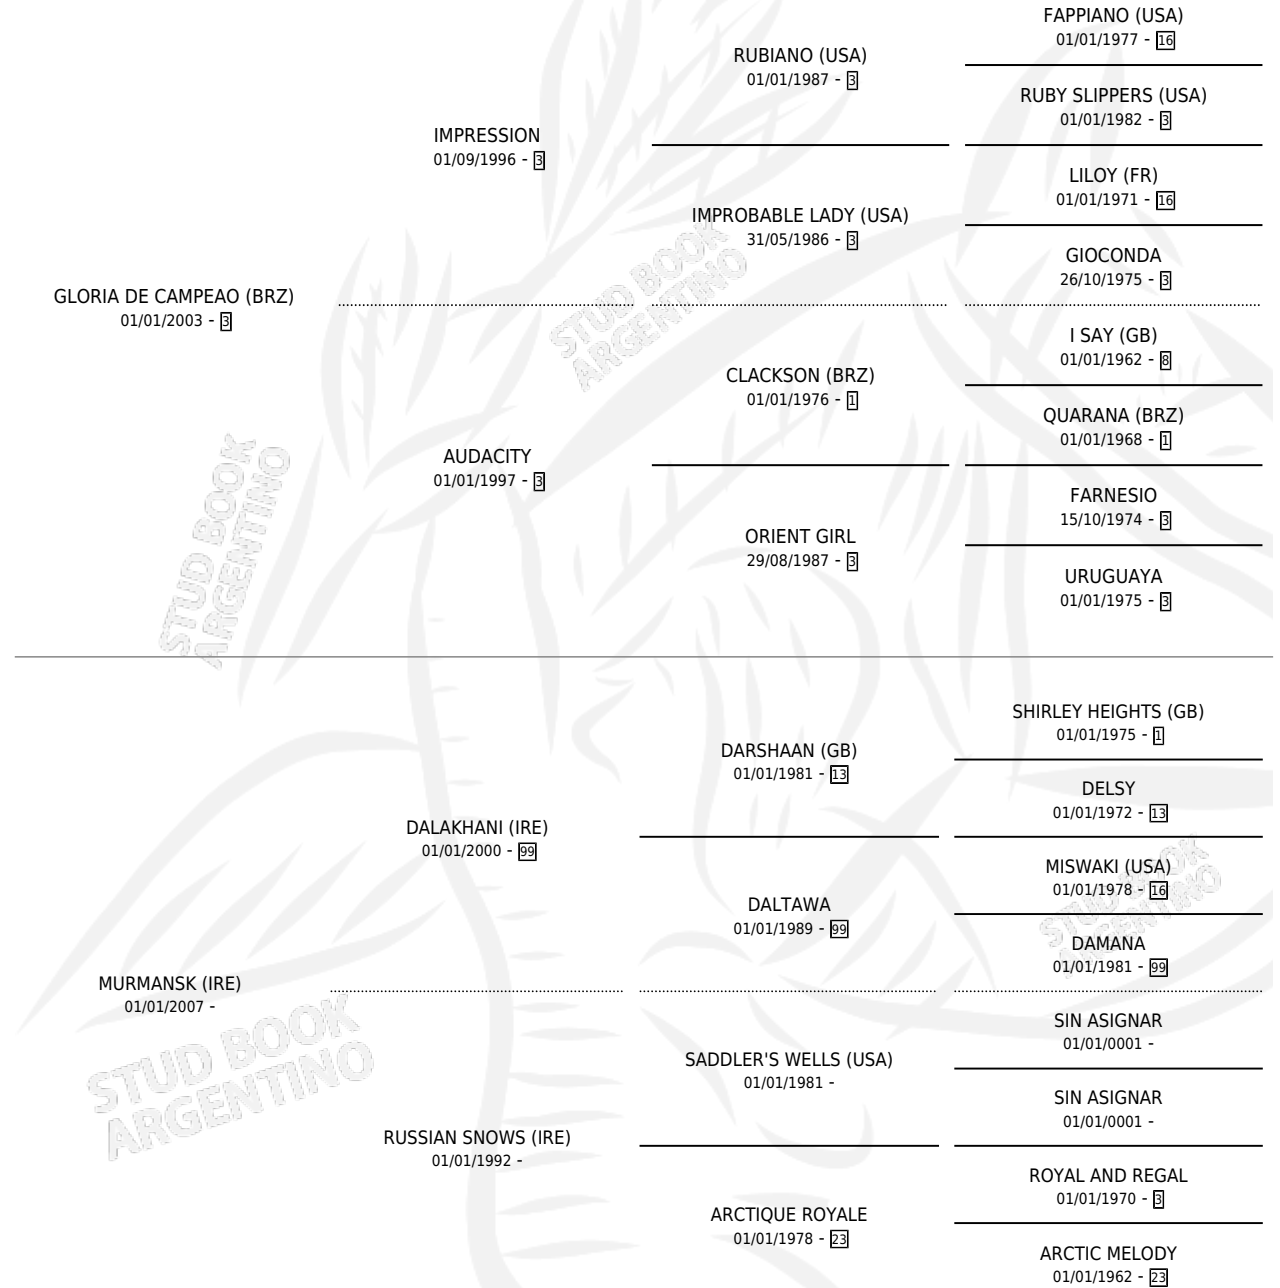 FAPPIANO (USA)
01/01/1977 - 16
RUBIANO (USA)
01/01/1987 - 3
RUBY SLIPPERS (USA)
01/01/1982 - 3
IMPRESSION
01/09/1996 - 3
LILOY (FR)
01/01/1971 - 16
IMPROBABLE LADY (USA)
31/05/1986 - 3
GIOCONDA
26/10/1975 - 3
GLORIA DE CAMPEAO (BRZ)
01/01/2003 - 3
I SAY (GB)
01/01/1962 - 8
CLACKSON (BRZ)
01/01/1976 - 1
QUARANA (BRZ)
01/01/1968 - 1
AUDACITY
01/01/1997 - 3
FARNESIO
15/10/1974 - 3
ORIENT GIRL
29/08/1987 - 3
URUGUAYA
01/01/1975 - 3
STUD BOOK
ARGENTINO
STUD BOOK
ARGENTINO
SHIRLEY HEIGHTS (GB)
01/01/1975 - 1
DARSHAAN (GB)
01/01/1981 - 13
DELSY
01/01/1972 - 13
DALAKHANI (IRE)
01/01/2000 - 99
MISWAKI (USA)
01/01/1978 - 16
DALTAWA
01/01/1989 - 99
DAMANA
01/01/1981 - 99
STUD BOOK
ARGENTINO
MURMANSK (IRE)
01/01/2007 -
SIN ASIGNAR
01/01/0001 -
SADDLER'S WELLS (USA)
01/01/1981 -
SIN ASIGNAR
01/01/0001 -
STUD BOOK
ARGENTINO
RUSSIAN SNOWS (IRE)
01/01/1992 -
ROYAL AND REGAL
01/01/1970 - 3
ARCTIQUE ROYALE
01/01/1978 - 23
ARCTIC MELODY
01/01/1962 - 23